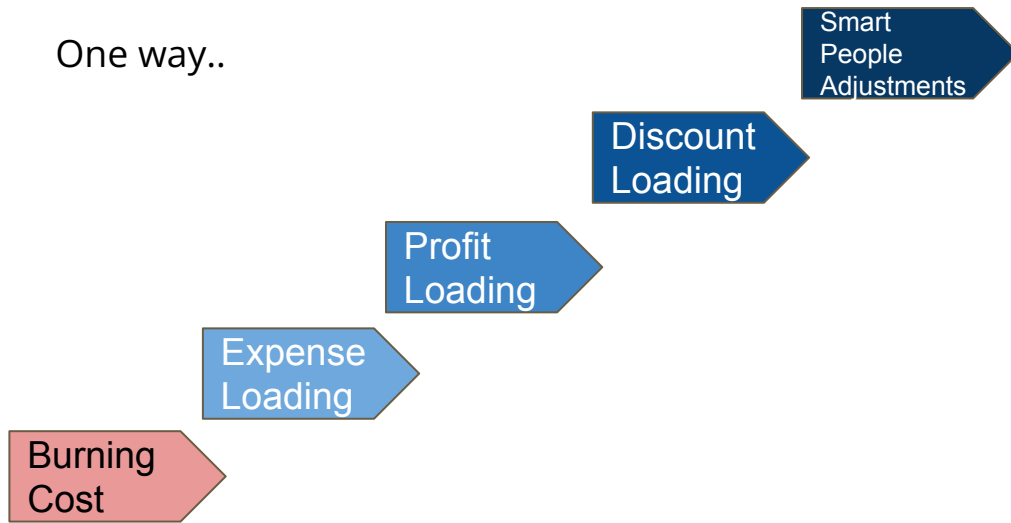 One way..
Smart
People
Adjustments
Discount
Loading
Profit
Loading
Expense
Loading
Burning
Cost